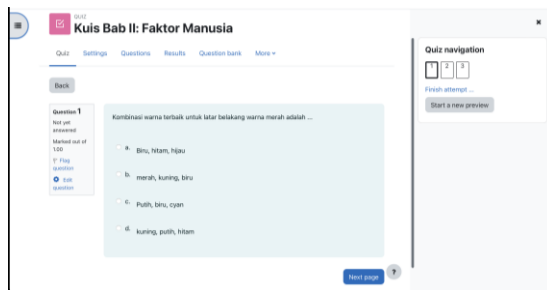 QUIZ
Kuis Bab II: Faktor Manusia
Quiz Settings Questions Results Question bank More
Back
Question 1
Not yet
answered
Marked out of
1.00
Flag
question
Edit
question
Kombinasi warna terbaik untuk latar belakang warna merah adalah ...
a. Biru, hitam, hijau
b. merah, kuning, biru
c. Putih, biru, cyan
d. kuning, putih, hitam
Next page
?
Quiz navigation
1 2 3
Finish attempt ...
Start a new preview